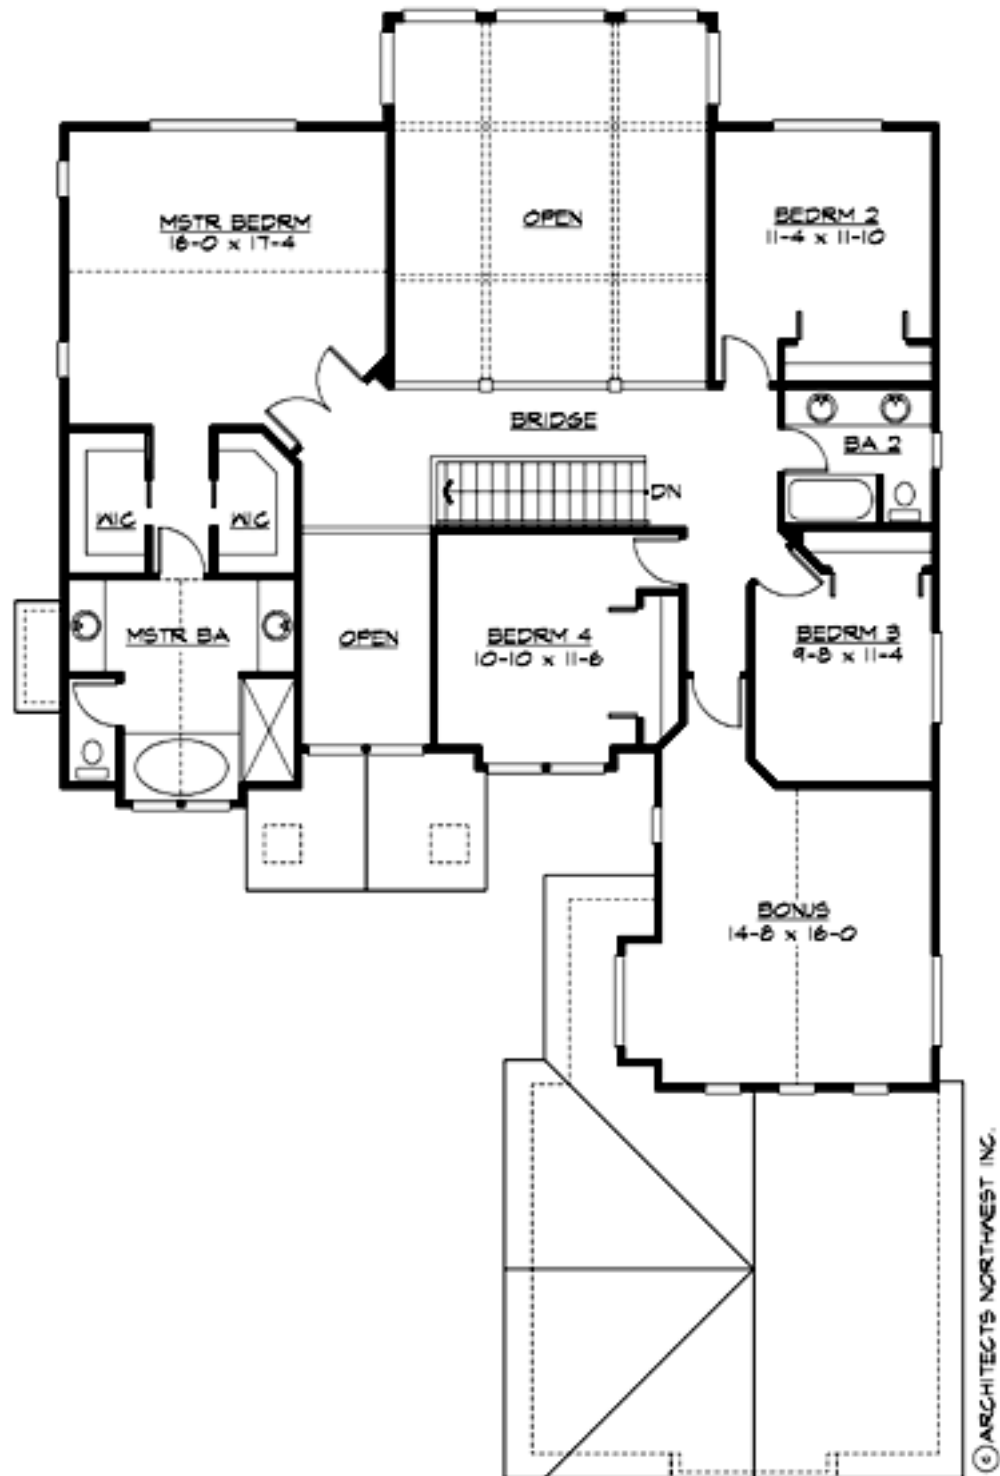 MSTR BEDRM
16-0 x 17-4
OPEN
BEDRM 2
11-4 x 11-10
BRIDGE
BA 2
DN
WIC
WIC
MSTR BA
OPEN
BEDRM 4
10-10 x 11-6
BEDRM 3
9-8 x 11-4
BONUS
14-8 x 16-0
© ARCHITECTS NORTHWEST INC.